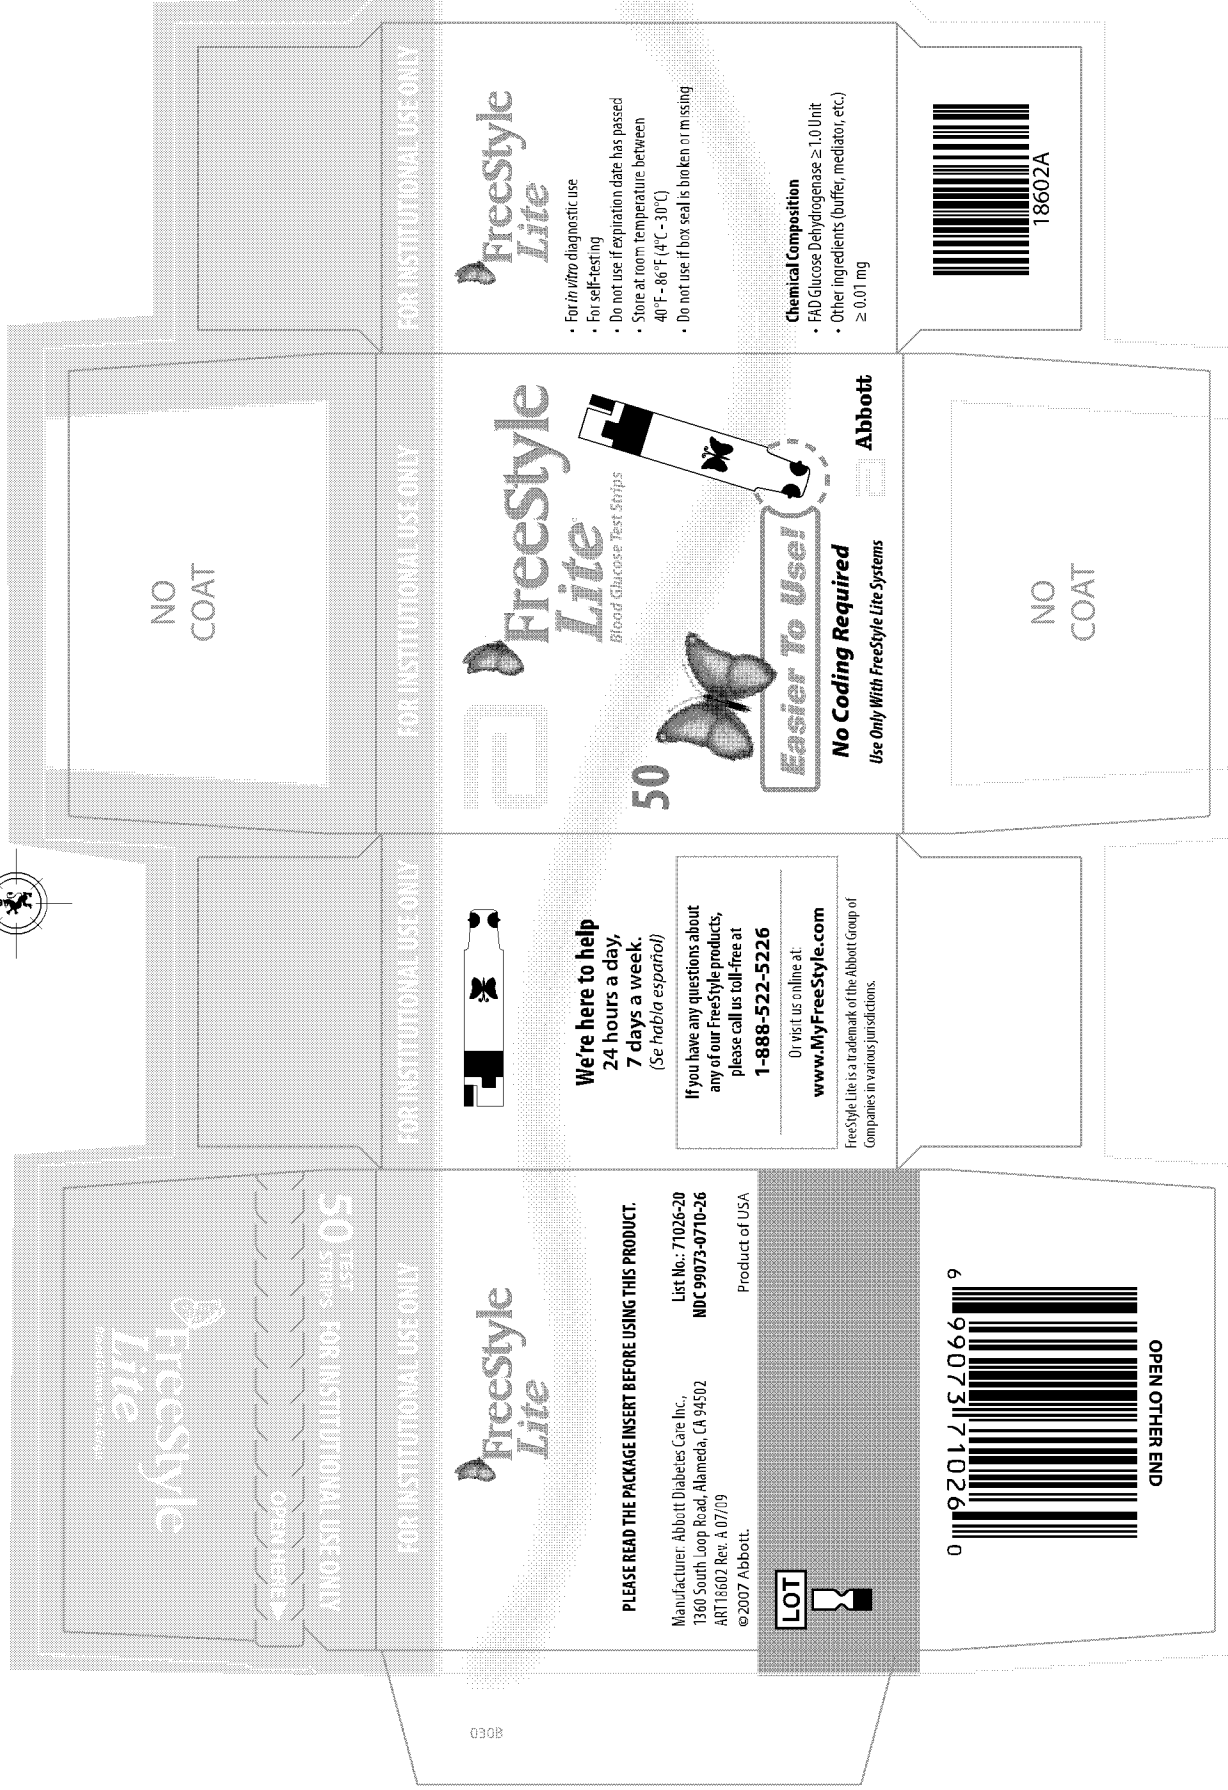 FOR INSTITUTIONAL USE ONLY
FreeStyle
Lite
• For in vitro diagnostic use
• For self-testing
• Do not use if expiration date has passed
• Store at room temperature between
40°F - 86°F (4°C - 30°C)
• Do not use if box seal is broken or missing
Chemical Composition
• FAD Glucose Dehydrogenase ≥ 1.0 Unit
• Other ingredients (buffer, mediator, etc.)
≥ 0.01 mg
18602A
NO
COAT
FOR INSTITUTIONAL USE ONLY
FreeStyle
Lite
Blood Glucose Test Strips
50
Easier To Use!
No Coding Required
Use Only With FreeStyle Lite Systems
Abbott
NO
COAT
FOR INSTITUTIONAL USE ONLY
We're here to help
24 hours a day,
7 days a week.
(Se habla español)
If you have any questions about
any of our FreeStyle products,
please call us toll-free at
1-888-522-5226
Or visit us online at:
www.MyFreeStyle.com
FreeStyle Lite is a trademark of the Abbott Group of
Companies in various jurisdictions.
FreeStyle
Lite
50 TEST
STRIPS FOR INSTITUTIONAL USE ONLY
OPEN HERE
FOR INSTITUTIONAL USE ONLY
FreeStyle
Lite
PLEASE READ THE PACKAGE INSERT BEFORE USING THIS PRODUCT.
Manufacturer: Abbott Diabetes Care Inc.,
1360 South Loop Road, Alameda, CA 94502
ART18602 Rev. A 07/09
©2007 Abbott.
List No.: 71026-20
NDC 99073-0710-26
Product of USA
LOT
0 99073 71026 9
OPEN OTHER END
030B